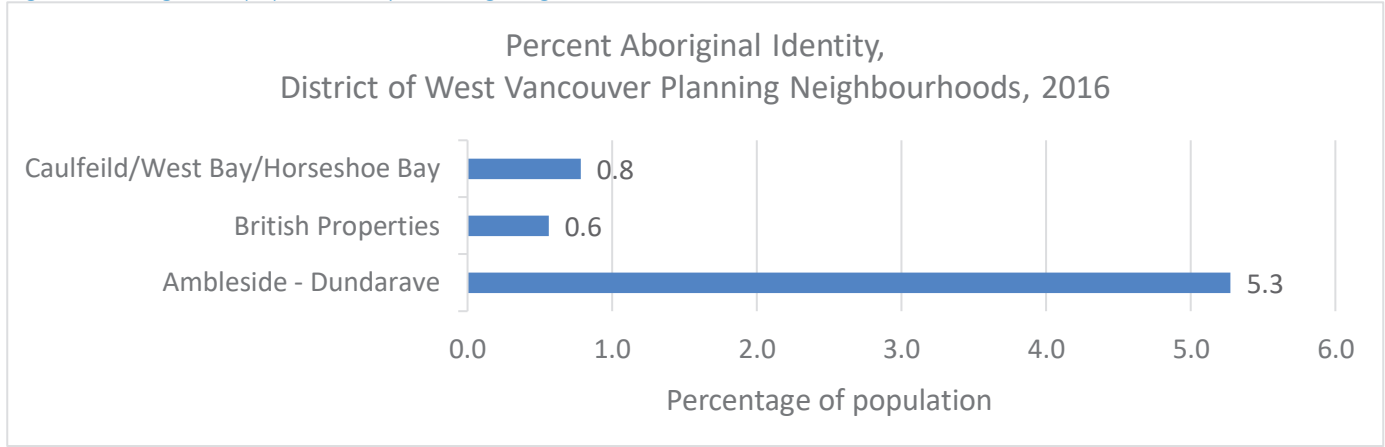 Percent Aboriginal Identity,
District of West Vancouver Planning Neighbourhoods, 2016
Caulfeild/West Bay/Horseshoe Bay
0.8
British Properties
0.6
Ambleside - Dundarave
5.3
0.0 1.0 2.0 3.0 4.0 5.0 6.0
Percentage of population